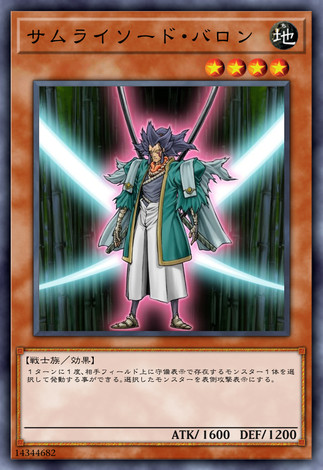 サムライソード・バロン
地
【戦士族／効果】
１ターンに１度、相手フィールド上に守備表示で存在するモンスター１体を選
択して発動する事ができる。選択したモンスターを表側攻撃表示にする。
ATK/ 1600 DEF/1200
14344682